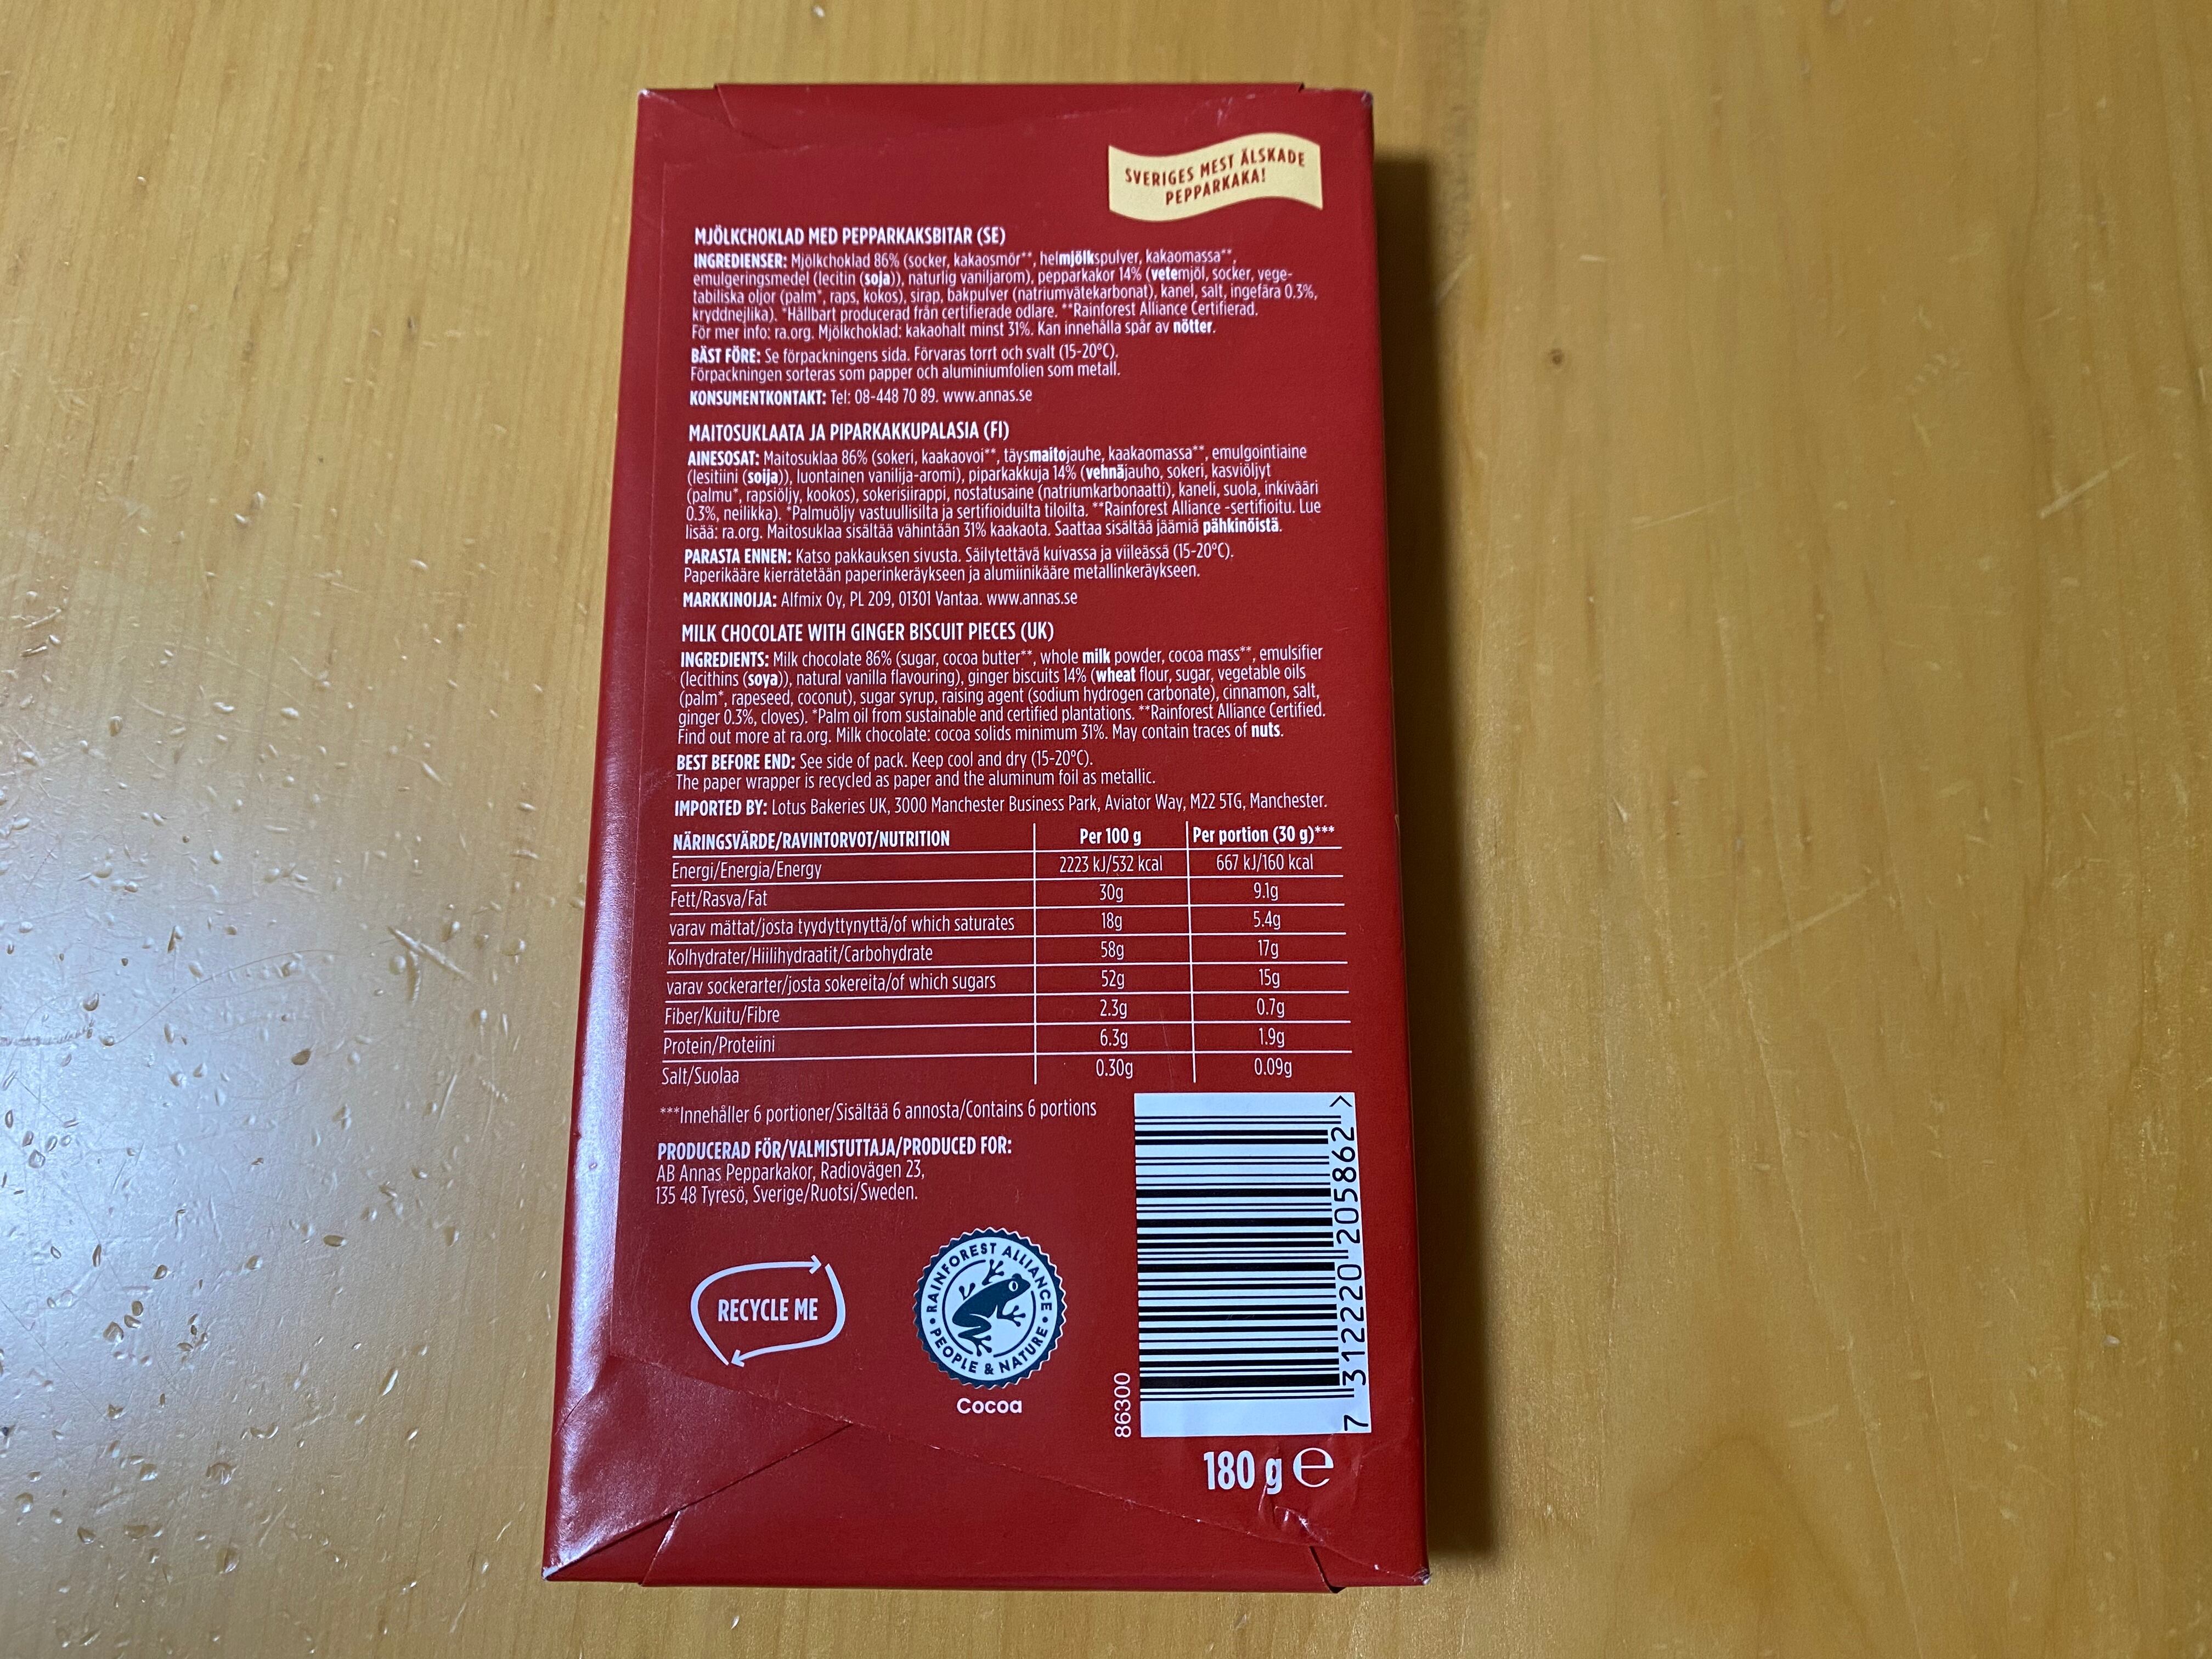 SVERIGES MEST ÄLSKADE
PEPPARKAKA!
MJÖLKCHOKLAD MED PEPPARKAKSBITAR (SE)
INGREDIENSER: Mjölkchoklad 86% (socker, kakaosmör**, helmjölkspulver, kakaomassa**,
emulgeringsmedel (lecitin (soja)), naturlig vaniljarom), pepparkakor 14% (vetemjöl, socker, vege-
tabiliska oljor (palm*, raps, kokos), sirap, bakpulver (natriumvätekarbonat), kanel, salt, ingefära 0.3%,
kryddnejlika). *Hållbart producerad från certifierade odlare. **Rainforest Alliance Certifierad.
För mer info: ra.org. Mjölkchoklad: kakaohalt minst 31%. Kan innehålla spår av nötter.
BÄST FÖRE: Se förpackningens sida. Förvaras torrt och svalt (15-20°C).
Förpackningen sorteras som papper och aluminiumfolien som metall.
KONSUMENTKONTAKT: Tel: 08-448 70 89. www.annas.se
MAITOSUKLAATA JA PIPARKAKKUPALASIA (FI)
AINESOSAT: Maitosuklaa 86% (sokeri, kaakaovoi**, täysmaitojauhe, kaakaomassa**, emulgointiaine
(lesitiini (soija)), luontainen vanilija-aromi), piparkakkuja 14% (vehnäjauho, sokeri, kasviöljyt
(palmu*, rapsiöljy, kookos), sokerisiirappi, nostatusaine (natriumkarbonaatti), kaneli, suola, inkivääri
0.3%, neilikka). *Palmuöljy vastuullisilta ja sertifioiduilta tiloilta. **Rainforest Alliance -sertifioitu. Lue
lisää: ra.org. Maitosuklaa sisältää vähintään 31% kaakaota. Saattaa sisältää jäämiä pähkinöistä.
PARASTA ENNEN: Katso pakkauksen sivusta. Säilytettävä kuivassa ja viileässä (15-20°C).
Paperikääre kierrätetään paperinkeräykseen ja alumiinikääre metallinkeräykseen.
MARKKINOIJA: Alfmix Oy, PL 209, 01301 Vantaa. www.annas.se
MILK CHOCOLATE WITH GINGER BISCUIT PIECES (UK)
INGREDIENTS: Milk chocolate 86% (sugar, cocoa butter**, whole milk powder, cocoa mass**, emulsifier
(lecithins (soya)), natural vanilla flavouring), ginger biscuits 14% (wheat flour, sugar, vegetable oils
(palm*, rapeseed, coconut), sugar syrup, raising agent (sodium hydrogen carbonate), cinnamon, salt,
ginger 0.3%, cloves). *Palm oil from sustainable and certified plantations. **Rainforest Alliance Certified.
Find out more at ra.org. Milk chocolate: cocoa solids minimum 31%. May contain traces of nuts.
BEST BEFORE END: See side of pack. Keep cool and dry (15-20°C).
The paper wrapper is recycled as paper and the aluminum foil as metallic.
IMPORTED BY: Lotus Bakeries UK, 3000 Manchester Business Park, Aviator Way, M22 5TG, Manchester.
NÄRINGSVÄRDE/RAVINTORVOT/NUTRITION Per 100 g Per portion (30 g)***
Energi/Energia/Energy 2223 kJ/532 kcal 667 kJ/160 kcal
Fett/Rasva/Fat 30g 9.1g
varav mättat/josta tyydyttynyttä/of which saturates 18g 5.4g
Kolhydrater/Hiilihydraatit/Carbohydrate 58g 17g
varav sockerarter/josta sokereita/of which sugars 52g 15g
Fiber/Kuitu/Fibre 2.3g 0.7g
Protein/Proteiini 6.3g 1.9g
Salt/Suolaa 0.30g 0.09g
***Innehåller 6 portioner/Sisältää 6 annosta/Contains 6 portions
PRODUCERAD FÖR/VALMISTUTTAJA/PRODUCED FOR:
AB Annas Pepparkakor, Radiovägen 23,
135 48 Tyresö, Sverige/Ruotsi/Sweden.
RECYCLE ME
RAINFOREST ALLIANCE
PEOPLE & NATURE
Cocoa
86300
7 312220 205862 >
180 g e